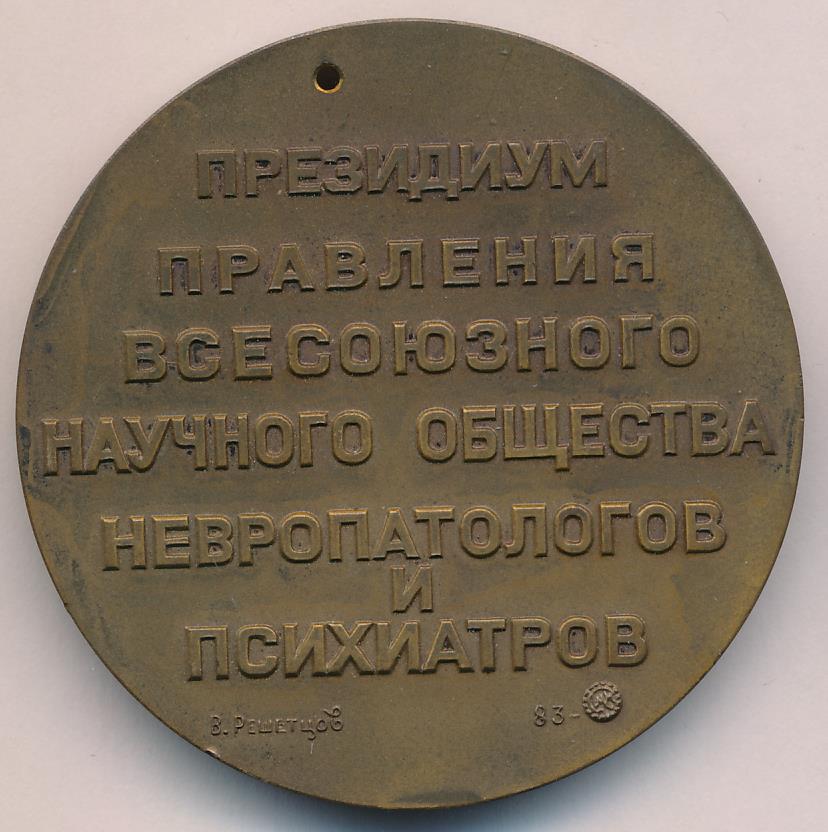 ПРЕЗИДИУМ
ПРАВЛЕНИЯ
ВСЕСОЮЗНОГО
НАУЧНОГО ОБЩЕСТВА
НЕВРОПАТОЛОГОВ
И
ПСИХИАТРОВ
В. РЕШЕТЦОВ 83-